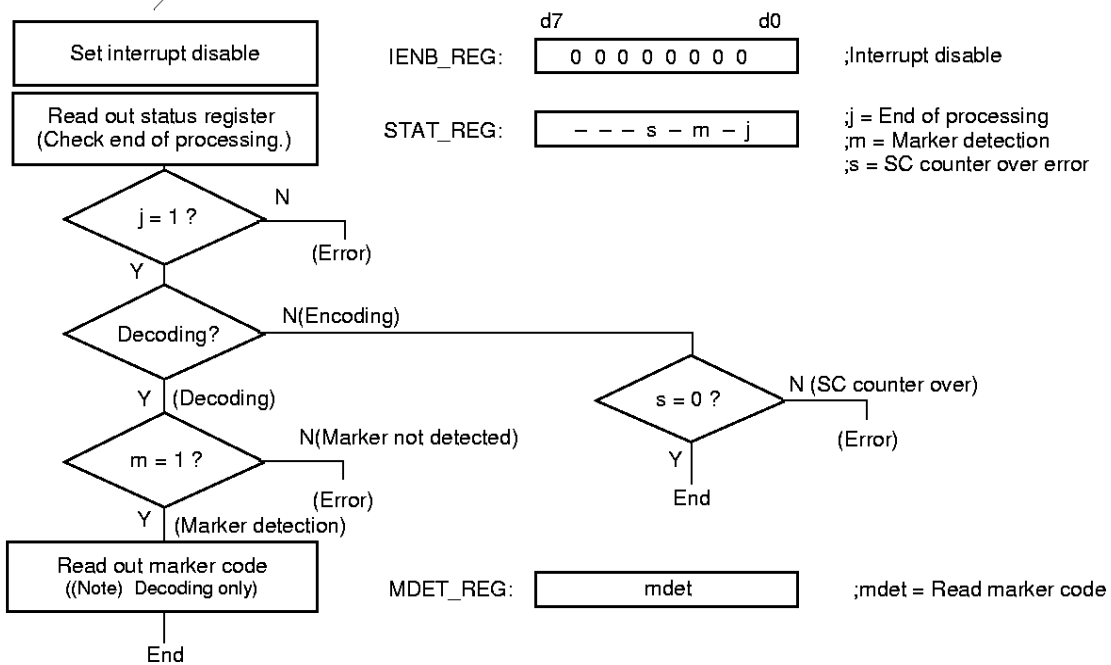 d7 d0
Set interrupt disable
IENB_REG:
0 0 0 0 0 0 0 0
;Interrupt disable
Read out status register
(Check end of processing.)
STAT_REG:
– – – s – m – j
;j = End of processing
;m = Marker detection
;s = SC counter over error
j = 1 ?
N
(Error)
Y
Decoding?
N(Encoding)
Y (Decoding)
s = 0 ?
N (SC counter over)
(Error)
Y
End
m = 1 ?
N(Marker not detected)
(Error)
Y (Marker detection)
Read out marker code
((Note) Decoding only)
MDET_REG:
mdet
;mdet = Read marker code
End